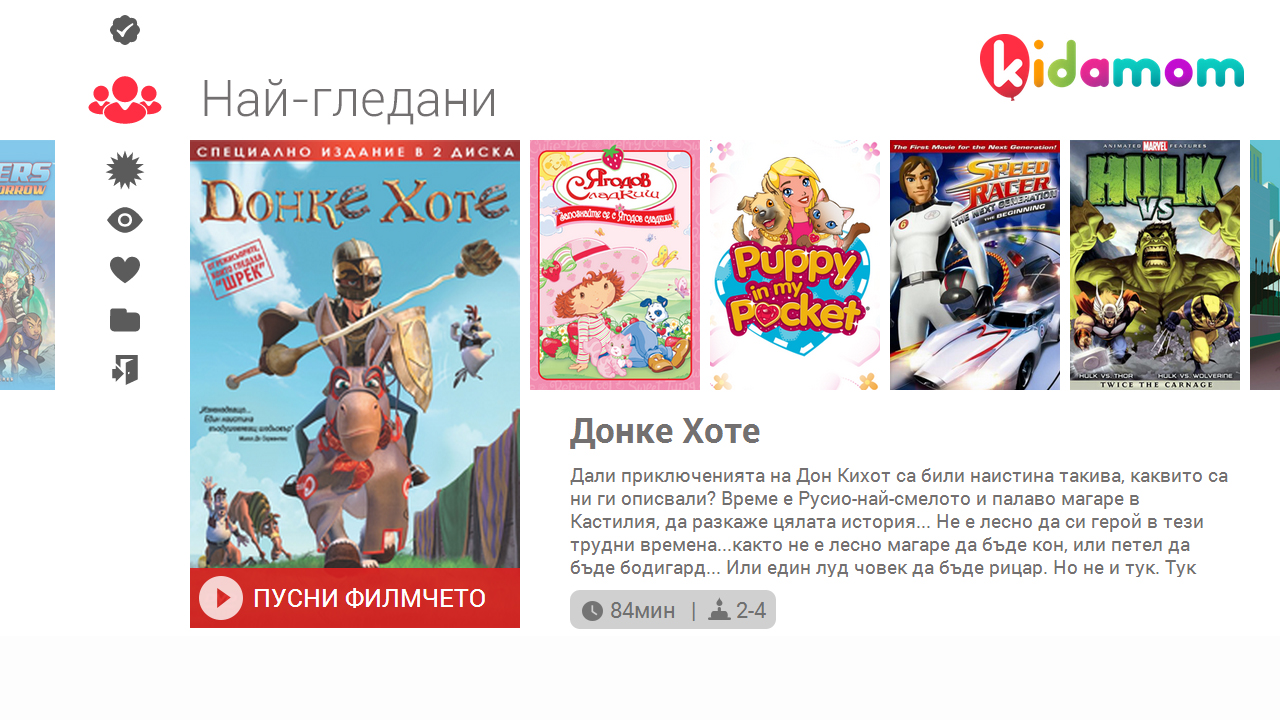 kidamom
Най-гледани
ERS
ORROW
СПЕЦИАЛНО ИЗДАНИЕ В 2 ДИСКА
Донке Хоте
ОТ РЕЖИСЬОРИТЕ,
КОИТО СЪЗДАДОХА
"ШРЕК"
Ягодов
Сладкиш
Запознайте се с Ягодов сладкиш
Puppy
in my
Pocket
The First Movie for the Next Generation!
SPEED
RACER
THE NEXT GENERATION
THE BEGINNING
ANIMATED MARVEL FEATURES
HULK
VS
HULK VS. THOR
HULK VS. WOLVERINE
TWICE THE CARNAGE
Един наистина
ПУСНИ ФИЛМЧЕТО
Донке Хоте
Дали приключенията на Дон Кихот са били наистина такива, каквито са
ни ги описвали? Време е Русио-най-смелото и палаво магаре в
Кастилия, да разкаже цялата история... Не е лесно да си герой в тези
трудни времена...както не е лесно магаре да бъде кон, или петел да
бъде бодигард... Или един луд човек да бъде рицар. Но не и тук. Тук
84мин | 2-4